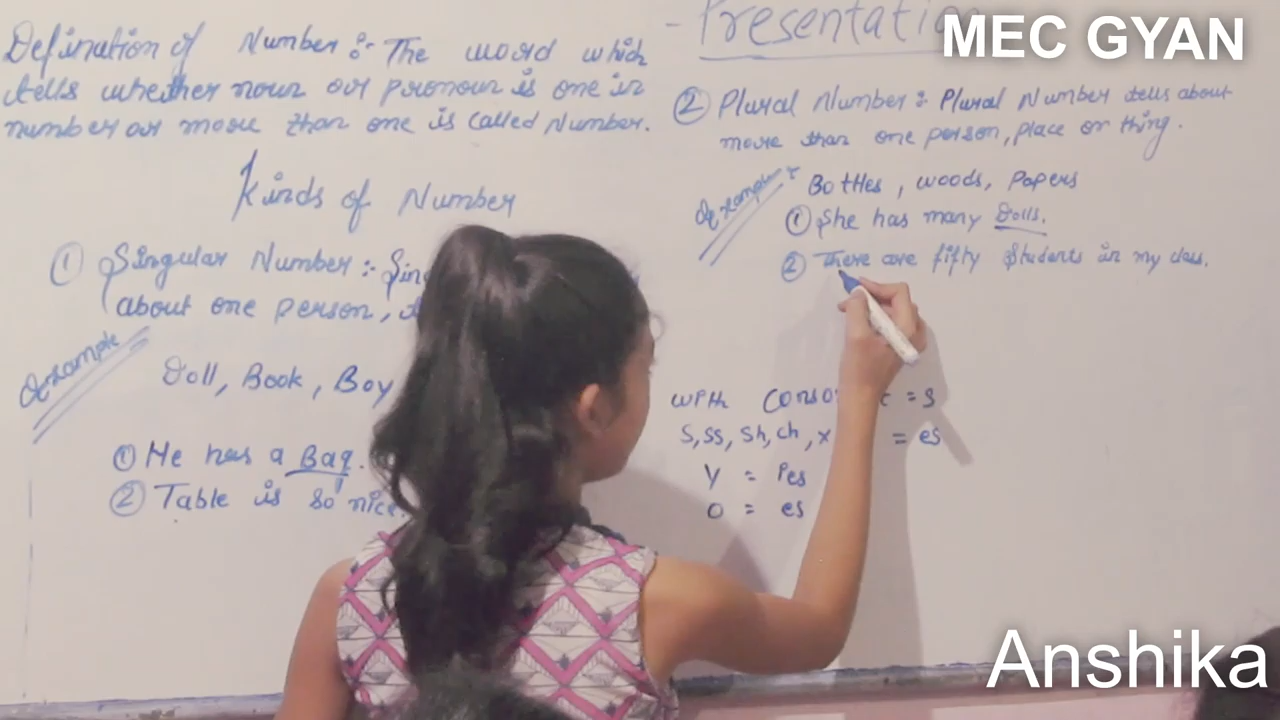 Defination of Number :- The word which
tells whether noun or pronoun is one in
number or more than one is called Number.
Kinds of Number
① Singular Number :-
about one person,
Example
Doll, Book, Boy
① He has a Bag.
② Table is so nice.
- Presentation
MEC GYAN
② Plural Number : Plural Number tells about
more than one person, place or thing.
Example :
Bottles, woods, Papers
① She has many Dolls.
② There are fifty Students in my class.
with = s
S, ss, Sh, ch, x = es
Y = ies
O = es
Anshika